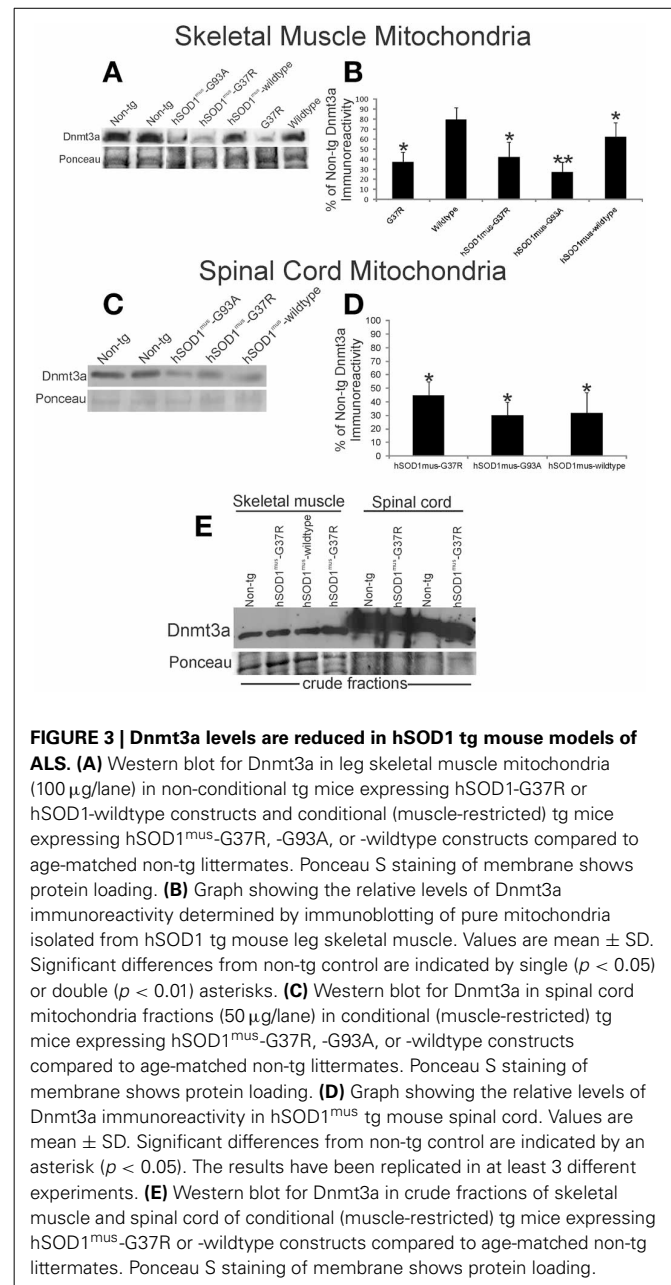 Skeletal Muscle Mitochondria
A
Non-tg
Non-tg
hSOD1mus-G93A
hSOD1mus-G37R
hSOD1mus-wildtype
G37R
Wildtype
Dnmt3a
Ponceau
B
% of Non-tg Dnmt3a
Immunoreactivity
100
90
80
70
60
50
40
30
20
10
0
*
*
**
*
G37R
Wildtype
hSOD1mus-G37R
hSOD1mus-G93A
hSOD1mus-wildtype
Spinal Cord Mitochondria
C
Non-tg
Non-tg
hSOD1mus-G93A
hSOD1mus-G37R
hSOD1mus-wildtype
Dnmt3a
Ponceau
D
% of Non-tg Dnmt3a
Immunoreactivity
100
90
80
70
60
50
40
30
20
10
0
*
*
*
hSOD1mus-G37R
hSOD1mus-G93A
hSOD1mus-wildtype
E
Skeletal muscle
Spinal cord
Non-tg
hSOD1mus-G37R
hSOD1mus-wildtype
hSOD1mus-G37R
Non-tg
hSOD1mus-G37R
Non-tg
hSOD1mus-G37R
Dnmt3a
Ponceau
crude fractions
FIGURE 3 | Dnmt3a levels are reduced in hSOD1 tg mouse models of
ALS. (A) Western blot for Dnmt3a in leg skeletal muscle mitochondria
(100 μg/lane) in non-conditional tg mice expressing hSOD1-G37R or
hSOD1-wildtype constructs and conditional (muscle-restricted) tg mice
expressing hSOD1mus-G37R, -G93A, or -wildtype constructs compared to
age-matched non-tg littermates. Ponceau S staining of membrane shows
protein loading. (B) Graph showing the relative levels of Dnmt3a
immunoreactivity determined by immunoblotting of pure mitochondria
isolated from hSOD1 tg mouse leg skeletal muscle. Values are mean ± SD.
Significant differences from non-tg control are indicated by single (p < 0.05)
or double (p < 0.01) asterisks. (C) Western blot for Dnmt3a in spinal cord
mitochondria fractions (50 μg/lane) in conditional (muscle-restricted) tg
mice expressing hSOD1mus-G37R, -G93A, or -wildtype constructs
compared to age-matched non-tg littermates. Ponceau S staining of
membrane shows protein loading. (D) Graph showing the relative levels of
Dnmt3a immunoreactivity in hSOD1mus tg mouse spinal cord. Values are
mean ± SD. Significant differences from non-tg control are indicated by an
asterisk (p < 0.05). The results have been replicated in at least 3 different
experiments. (E) Western blot for Dnmt3a in crude fractions of skeletal
muscle and spinal cord of conditional (muscle-restricted) tg mice expressing
hSOD1mus-G37R or -wildtype constructs compared to age-matched non-tg
littermates. Ponceau S staining of membrane shows protein loading.